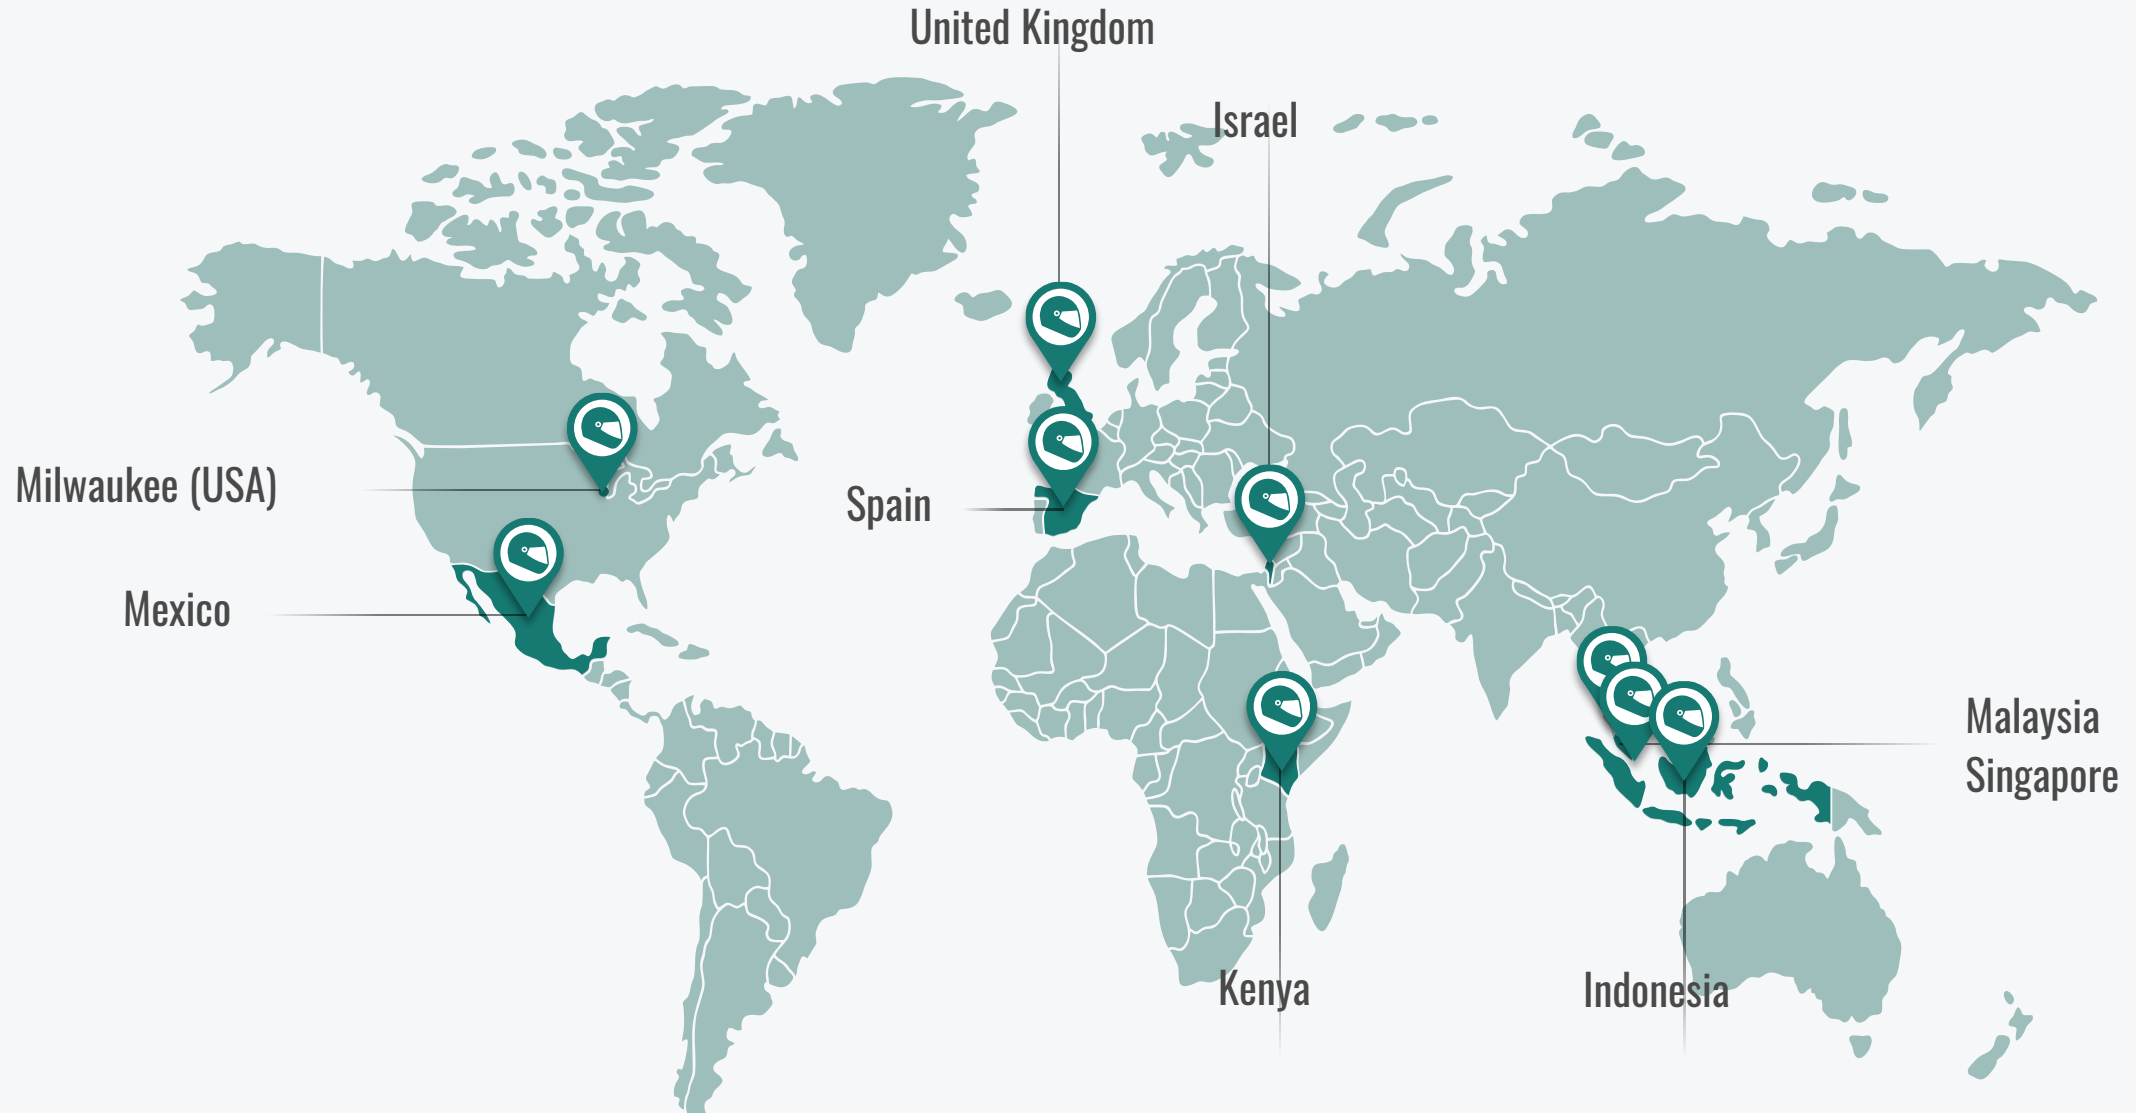 United Kingdom
Israel
Milwaukee (USA)
Spain
Mexico
Malaysia
Singapore
Kenya
Indonesia